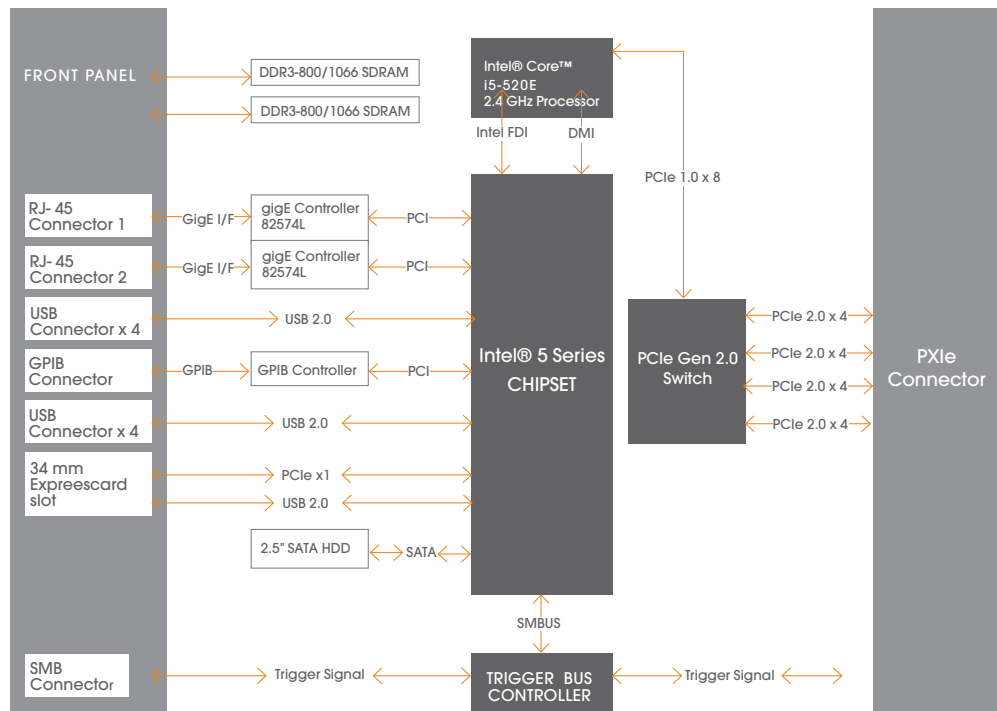 FRONT PANEL
DDR3-800/1066 SDRAM
DDR3-800/1066 SDRAM
Intel® Core™
i5-520E
2.4 GHz Processor
Intel FDI
DMI
PCIe 1.0 x 8
RJ- 45
Connector 1
GigE I/F
gigE Controller
82574L
PCI
RJ- 45
Connector 2
GigE I/F
gigE Controller
82574L
PCI
USB
Connector x 4
USB 2.0
GPIB
Connector
GPIB
GPIB Controller
PCI
USB
Connector x 4
USB 2.0
34 mm
Expreescard
slot
PCIe x1
USB 2.0
2.5" SATA HDD
SATA
Intel® 5 Series
CHIPSET
PCIe Gen 2.0
Switch
PCIe 2.0 x 4
PCIe 2.0 x 4
PCIe 2.0 x 4
PCIe 2.0 x 4
PXIe
Connector
SMBUS
SMB
Connector
Trigger Signal
TRIGGER BUS
CONTROLLER
Trigger Signal